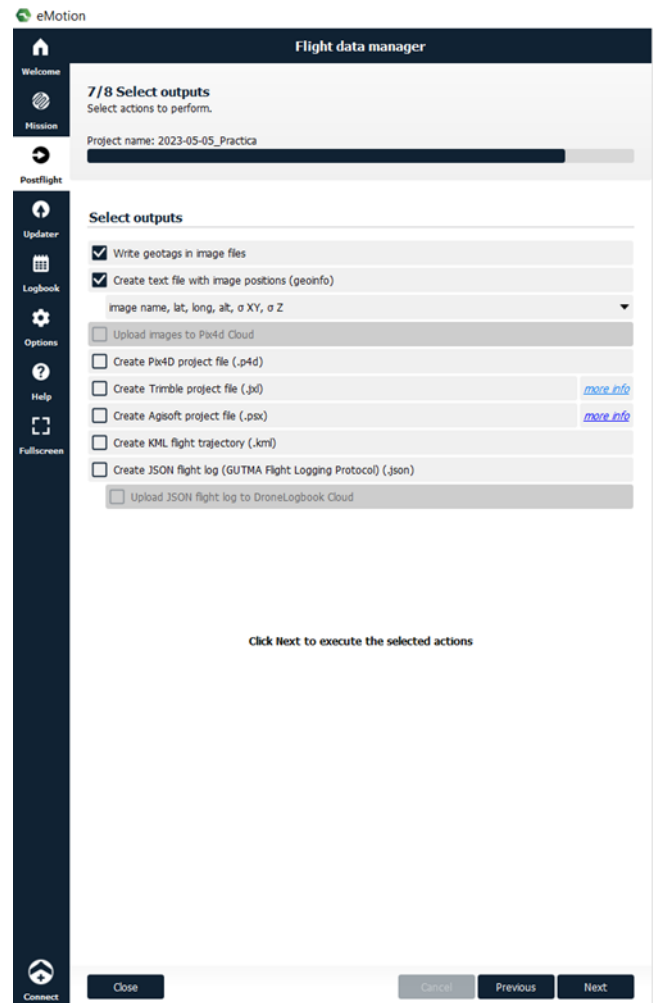 eMotion
Flight data manager
Welcome
Mission
Postflight
Updater
Logbook
Options
Help
Fullscreen
Connect
7/8 Select outputs
Select actions to perform.
Project name: 2023-05-05_Practica
Select outputs
Write geotags in image files
Create text file with image positions (geoinfo)
image name, lat, long, alt, σ XY, σ Z
Upload images to Pix4d Cloud
Create Pix4D project file (.p4d)
Create Trimble project file (.jxl) more info
Create Agisoft project file (.psx) more info
Create KML flight trajectory (.kml)
Create JSON flight log (GUTMA Flight Logging Protocol) (.json)
Upload JSON flight log to DroneLogbook Cloud
Click Next to execute the selected actions
Close Cancel Previous Next